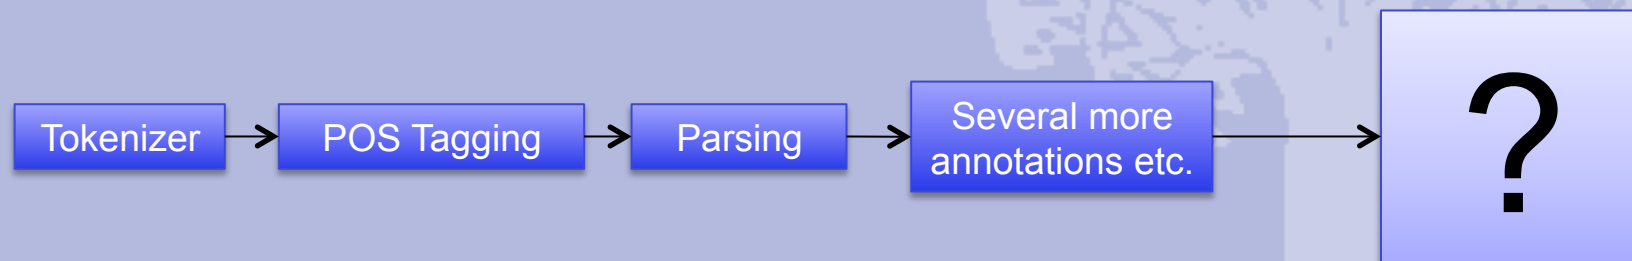 Tokenizer
POS Tagging
Parsing
Several more
annotations etc.
?